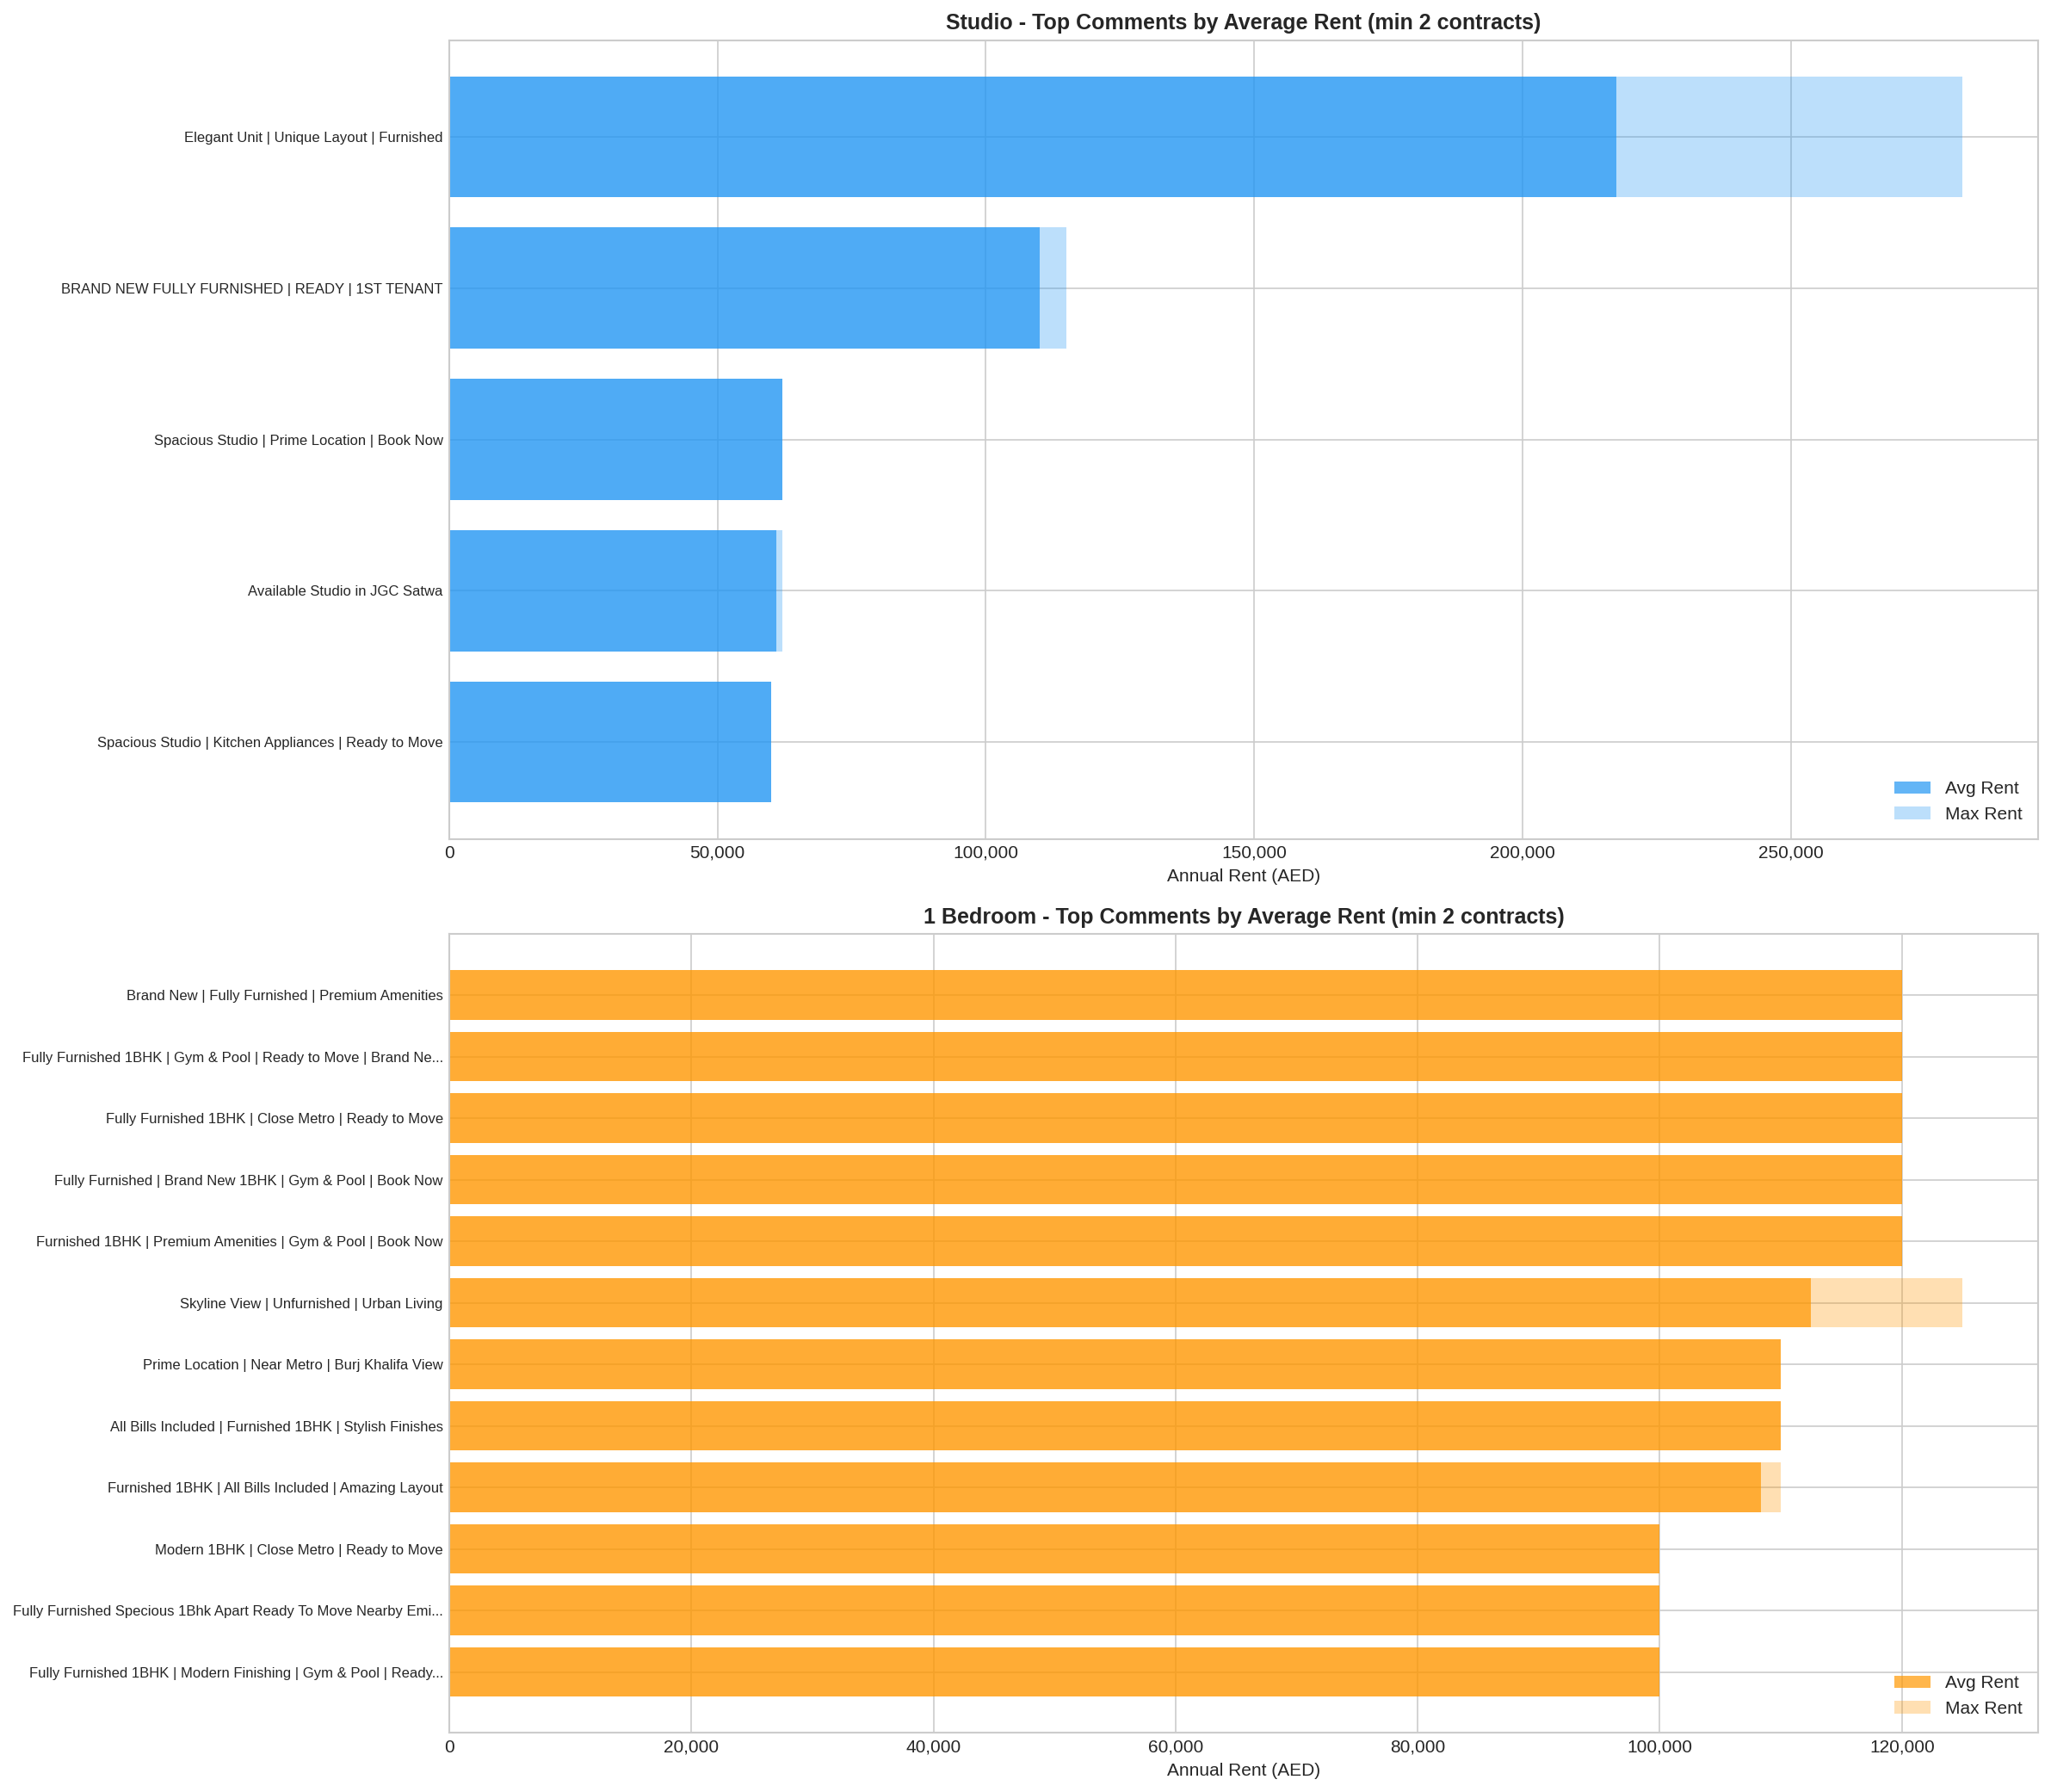 Studio - Top Comments by Average Rent (min 2 contracts)
Elegant Unit | Unique Layout | Furnished
BRAND NEW FULLY FURNISHED | READY | 1ST TENANT
Spacious Studio | Prime Location | Book Now
Available Studio in JGC Satwa
Spacious Studio | Kitchen Appliances | Ready to Move
Avg Rent
Max Rent
0 50,000 100,000 150,000 200,000 250,000
Annual Rent (AED)
1 Bedroom - Top Comments by Average Rent (min 2 contracts)
Brand New | Fully Furnished | Premium Amenities
Fully Furnished 1BHK | Gym & Pool | Ready to Move | Brand Ne...
Fully Furnished 1BHK | Close Metro | Ready to Move
Fully Furnished | Brand New 1BHK | Gym & Pool | Book Now
Furnished 1BHK | Premium Amenities | Gym & Pool | Book Now
Skyline View | Unfurnished | Urban Living
Prime Location | Near Metro | Burj Khalifa View
All Bills Included | Furnished 1BHK | Stylish Finishes
Furnished 1BHK | All Bills Included | Amazing Layout
Modern 1BHK | Close Metro | Ready to Move
Fully Furnished Specious 1Bhk Apart Ready To Move Nearby Emi...
Fully Furnished 1BHK | Modern Finishing | Gym & Pool | Ready...
Avg Rent
Max Rent
0 20,000 40,000 60,000 80,000 100,000 120,000
Annual Rent (AED)